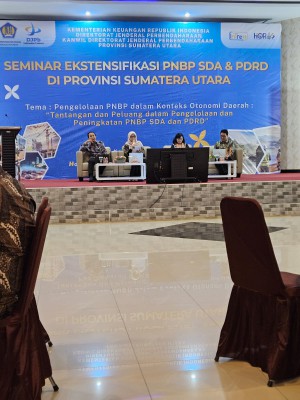 KEMENTERIAN KEUANGAN REPUBLIK INDONESIA
DIREKTORAT JENDERAL PERBENDAHARAAN
KANWIL DIREKTORAT JENDERAL PERBENDAHARAAN
PROVINSI SUMATERA UTARA
SEMINAR EKSTENSIFIKASI PNBP SDA & PDRD
DI PROVINSI SUMATERA UTARA
Tema : Pengelolaan PNBP dalam Konteks Otonomi Daerah :
"Tantangan dan Peluang dalam Pengelolaan dan
Peningkatan PNBP SDA dan PDRD"